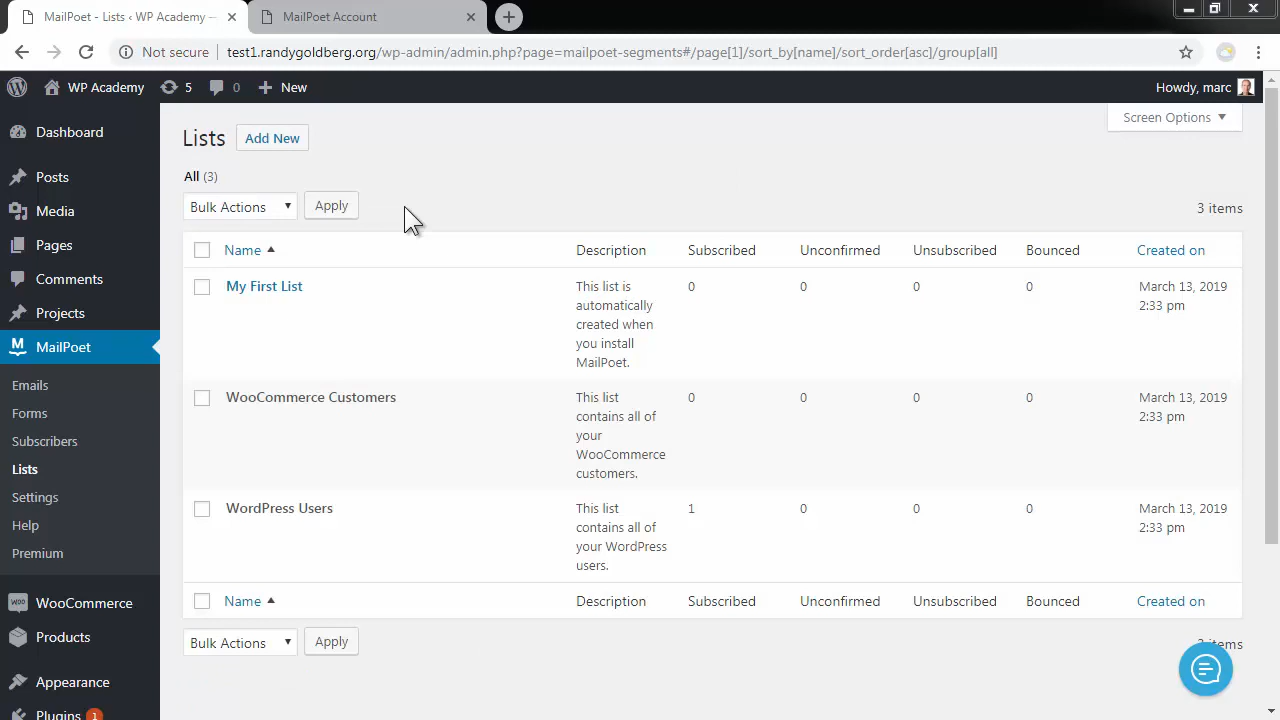 MailPoet - Lists ‹ WP Academy —
MailPoet Account
Not secure
test1.randygoldberg.org/wp-admin/admin.php?page=mailpoet-segments#/page[1]/sort_by[name]/sort_order[asc]/group[all]
WP Academy
5
0
New
Howdy, marc
Dashboard
Posts
Media
Pages
Comments
Projects
M
MailPoet
Emails
Forms
Subscribers
Lists
Settings
Help
Premium
Woo
WooCommerce
Products
Appearance
Plugins 1
Screen Options
Lists
Add New
All (3)
Bulk Actions
Apply
3 items
Name
Description
Subscribed
Unconfirmed
Unsubscribed
Bounced
Created on
My First List
This list is
automatically
created when
you install
MailPoet.
0
0
0
0
March 13, 2019
2:33 pm
WooCommerce Customers
This list
contains all of
your
WooCommerce
customers.
0
0
0
0
March 13, 2019
2:33 pm
WordPress Users
This list
contains all of
your WordPress
users.
1
0
0
0
March 13, 2019
2:33 pm
Name
Description
Subscribed
Unconfirmed
Unsubscribed
Bounced
Created on
Bulk Actions
Apply
3 items